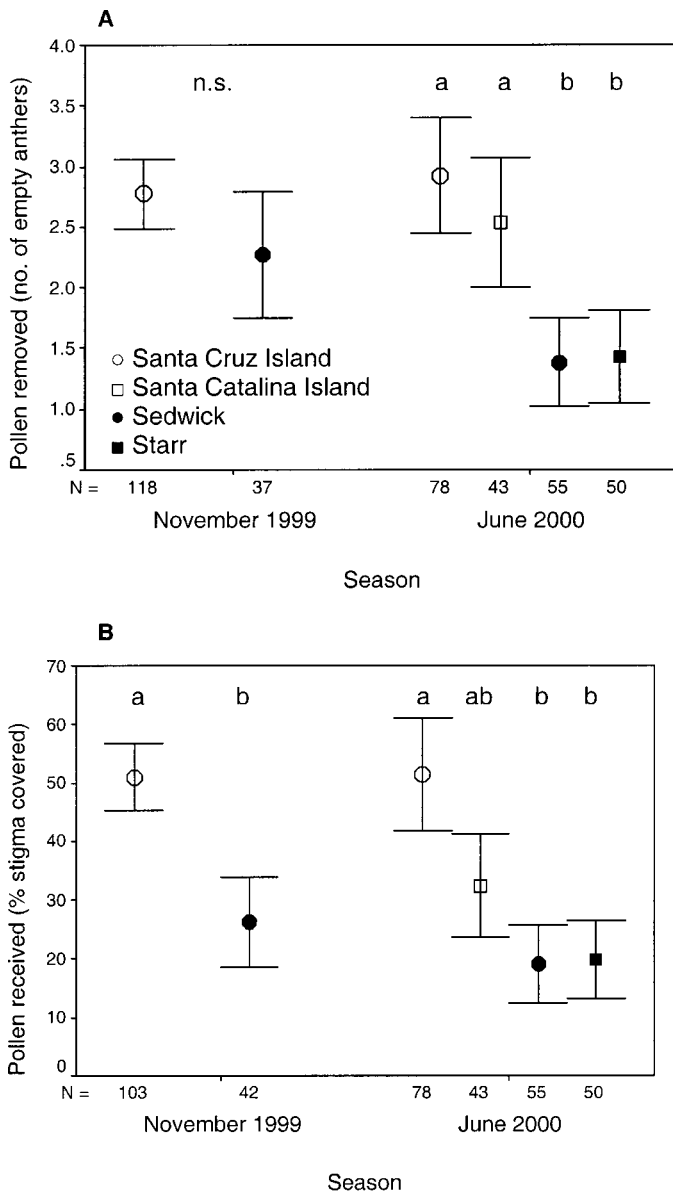 A
Pollen removed (no. of empty anthers)
4.0
3.5
3.0
2.5
2.0
1.5
1.0
.5
n.s.
a a b b
Santa Cruz Island
Santa Catalina Island
Sedwick
Starr
N = 118 37 78 43 55 50
November 1999 June 2000
Season
B
Pollen received (% stigma covered)
70
60
50
40
30
20
10
0
a b a ab b b
N = 103 42 78 43 55 50
November 1999 June 2000
Season